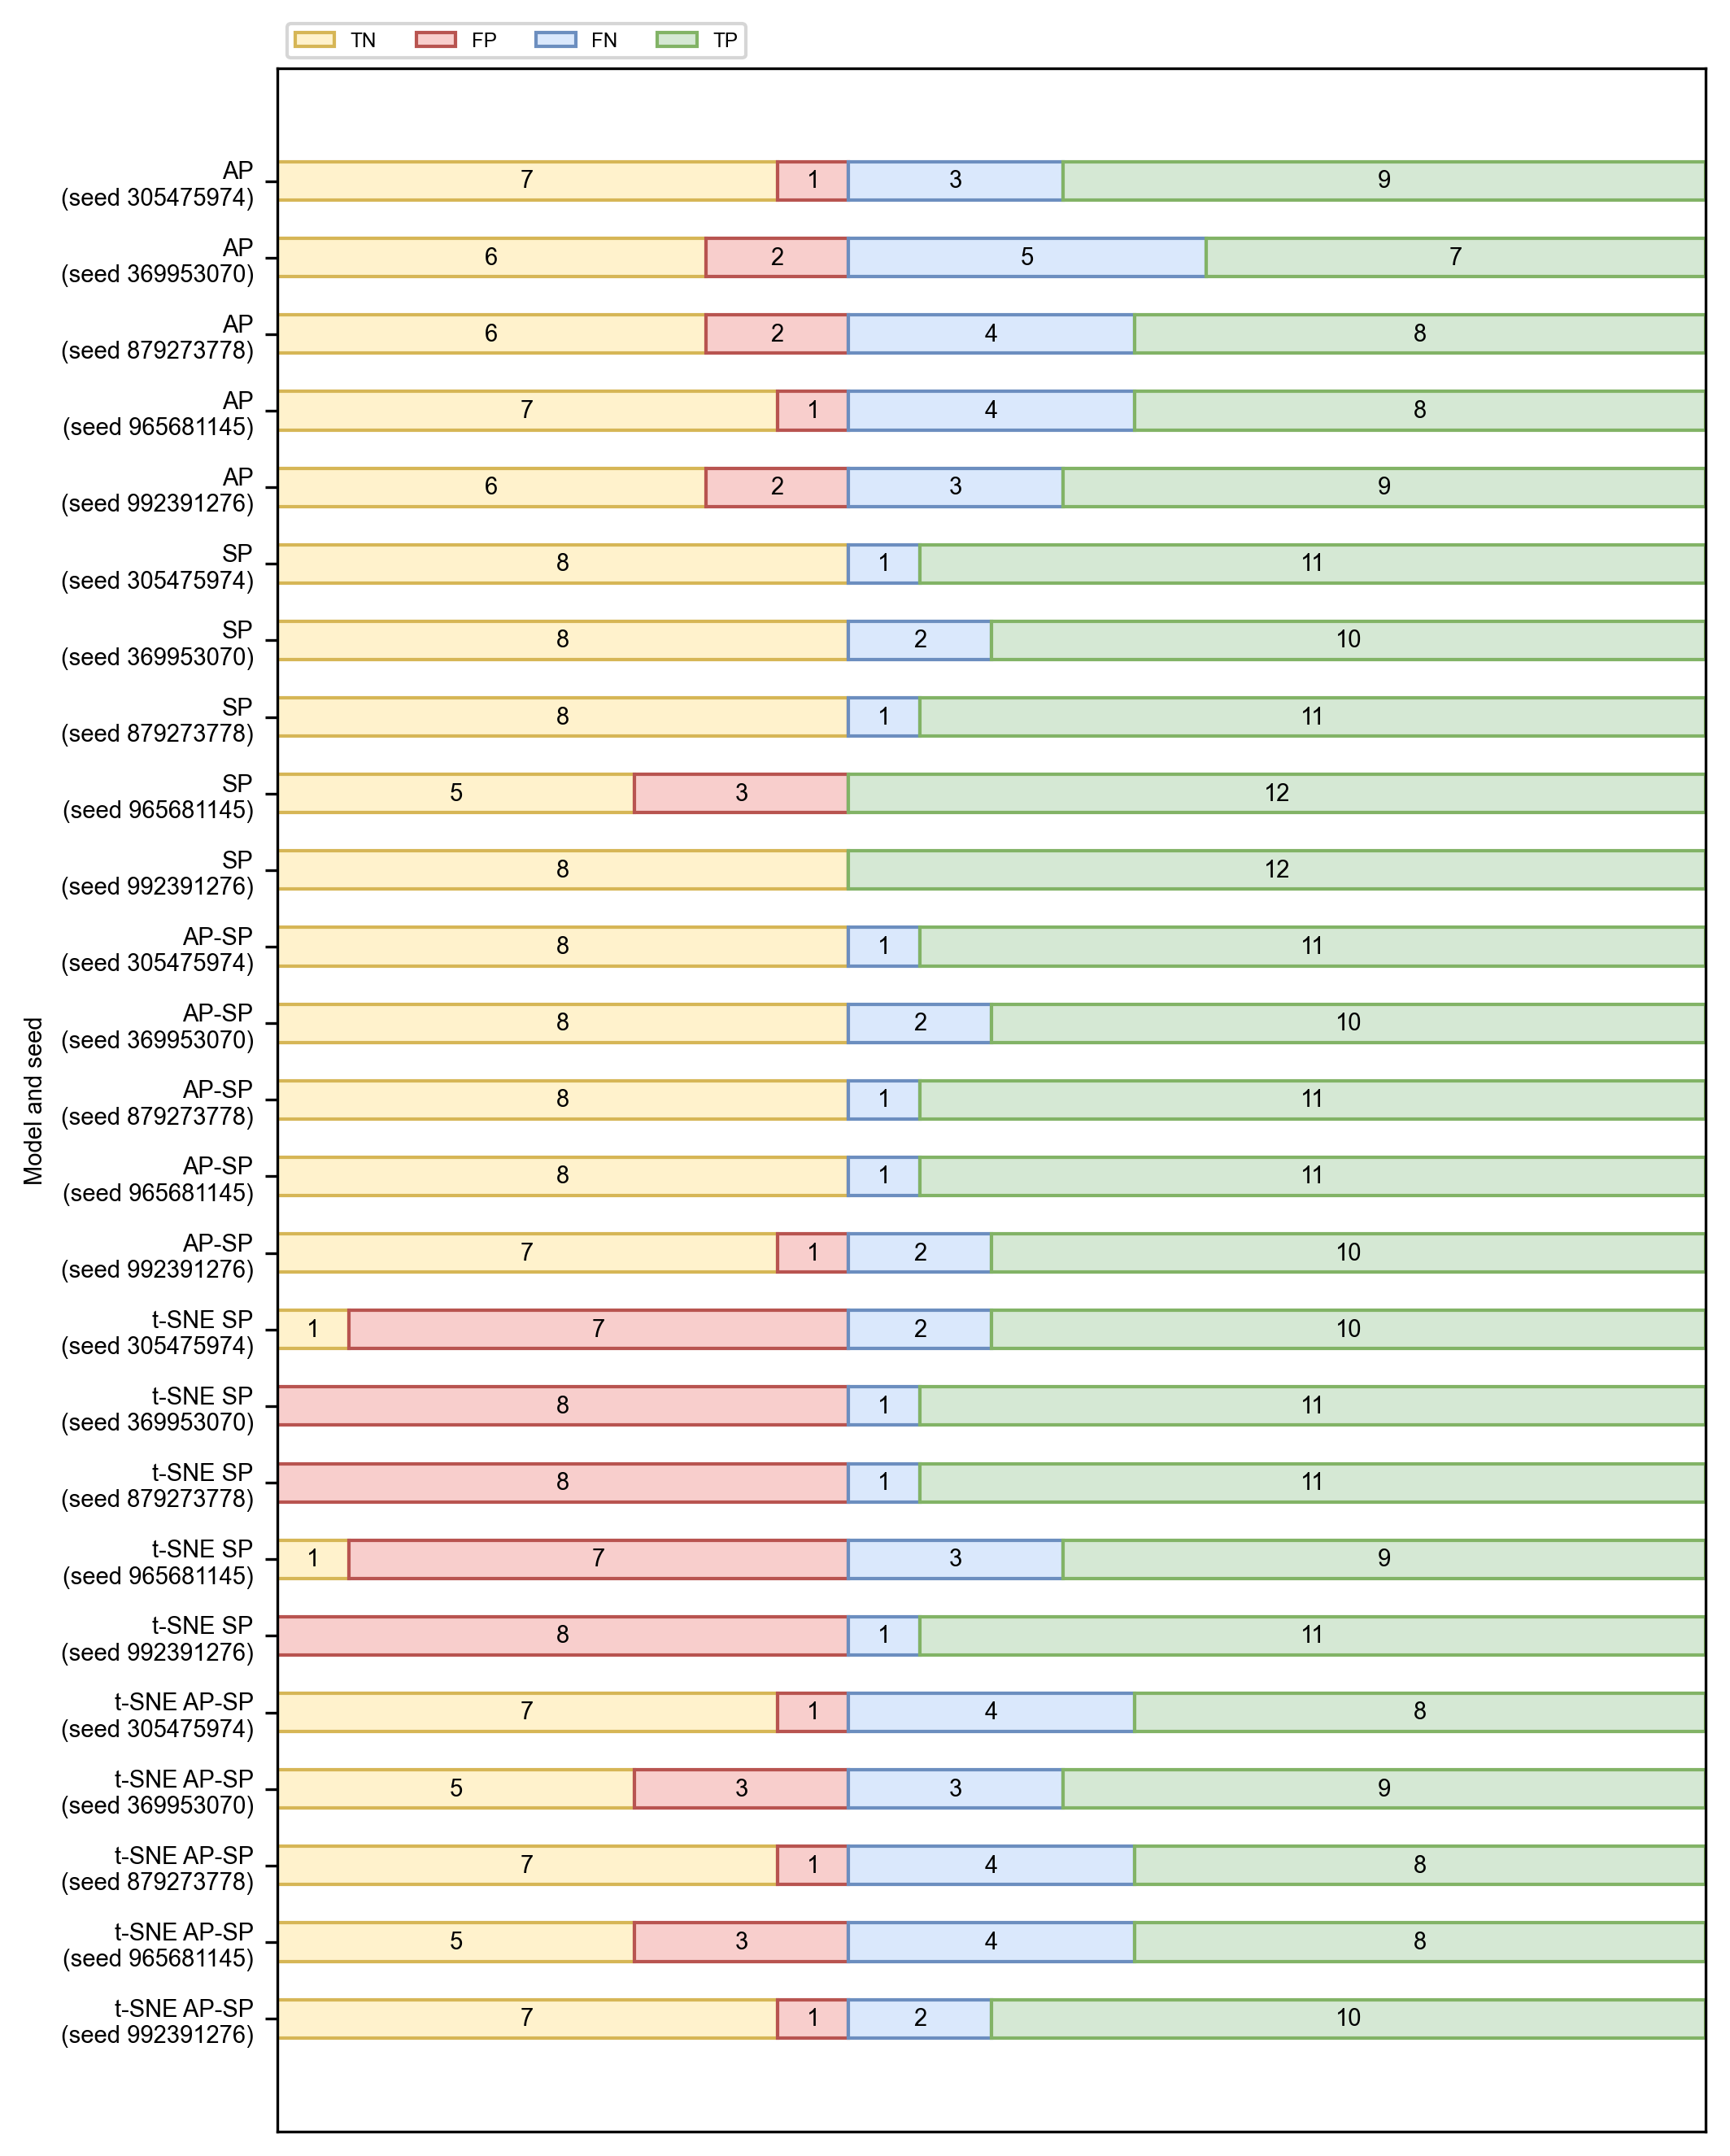 TN FP FN TP
AP
(seed 305475974)
7 1 3 9
AP
(seed 369953070)
6 2 5 7
AP
(seed 879273778)
6 2 4 8
AP
(seed 965681145)
7 1 4 8
AP
(seed 992391276)
6 2 3 9
SP
(seed 305475974)
8 1 11
SP
(seed 369953070)
8 2 10
SP
(seed 879273778)
8 1 11
SP
(seed 965681145)
5 3 12
SP
(seed 992391276)
8 12
AP-SP
(seed 305475974)
8 1 11
AP-SP
(seed 369953070)
8 2 10
AP-SP
(seed 879273778)
8 1 11
AP-SP
(seed 965681145)
8 1 11
AP-SP
(seed 992391276)
7 1 2 10
t-SNE SP
(seed 305475974)
1 7 2 10
t-SNE SP
(seed 369953070)
8 1 11
t-SNE SP
(seed 879273778)
8 1 11
t-SNE SP
(seed 965681145)
1 7 3 9
t-SNE SP
(seed 992391276)
8 1 11
t-SNE AP-SP
(seed 305475974)
7 1 4 8
t-SNE AP-SP
(seed 369953070)
5 3 3 9
t-SNE AP-SP
(seed 879273778)
7 1 4 8
t-SNE AP-SP
(seed 965681145)
5 3 4 8
t-SNE AP-SP
(seed 992391276)
7 1 2 10
Model and seed